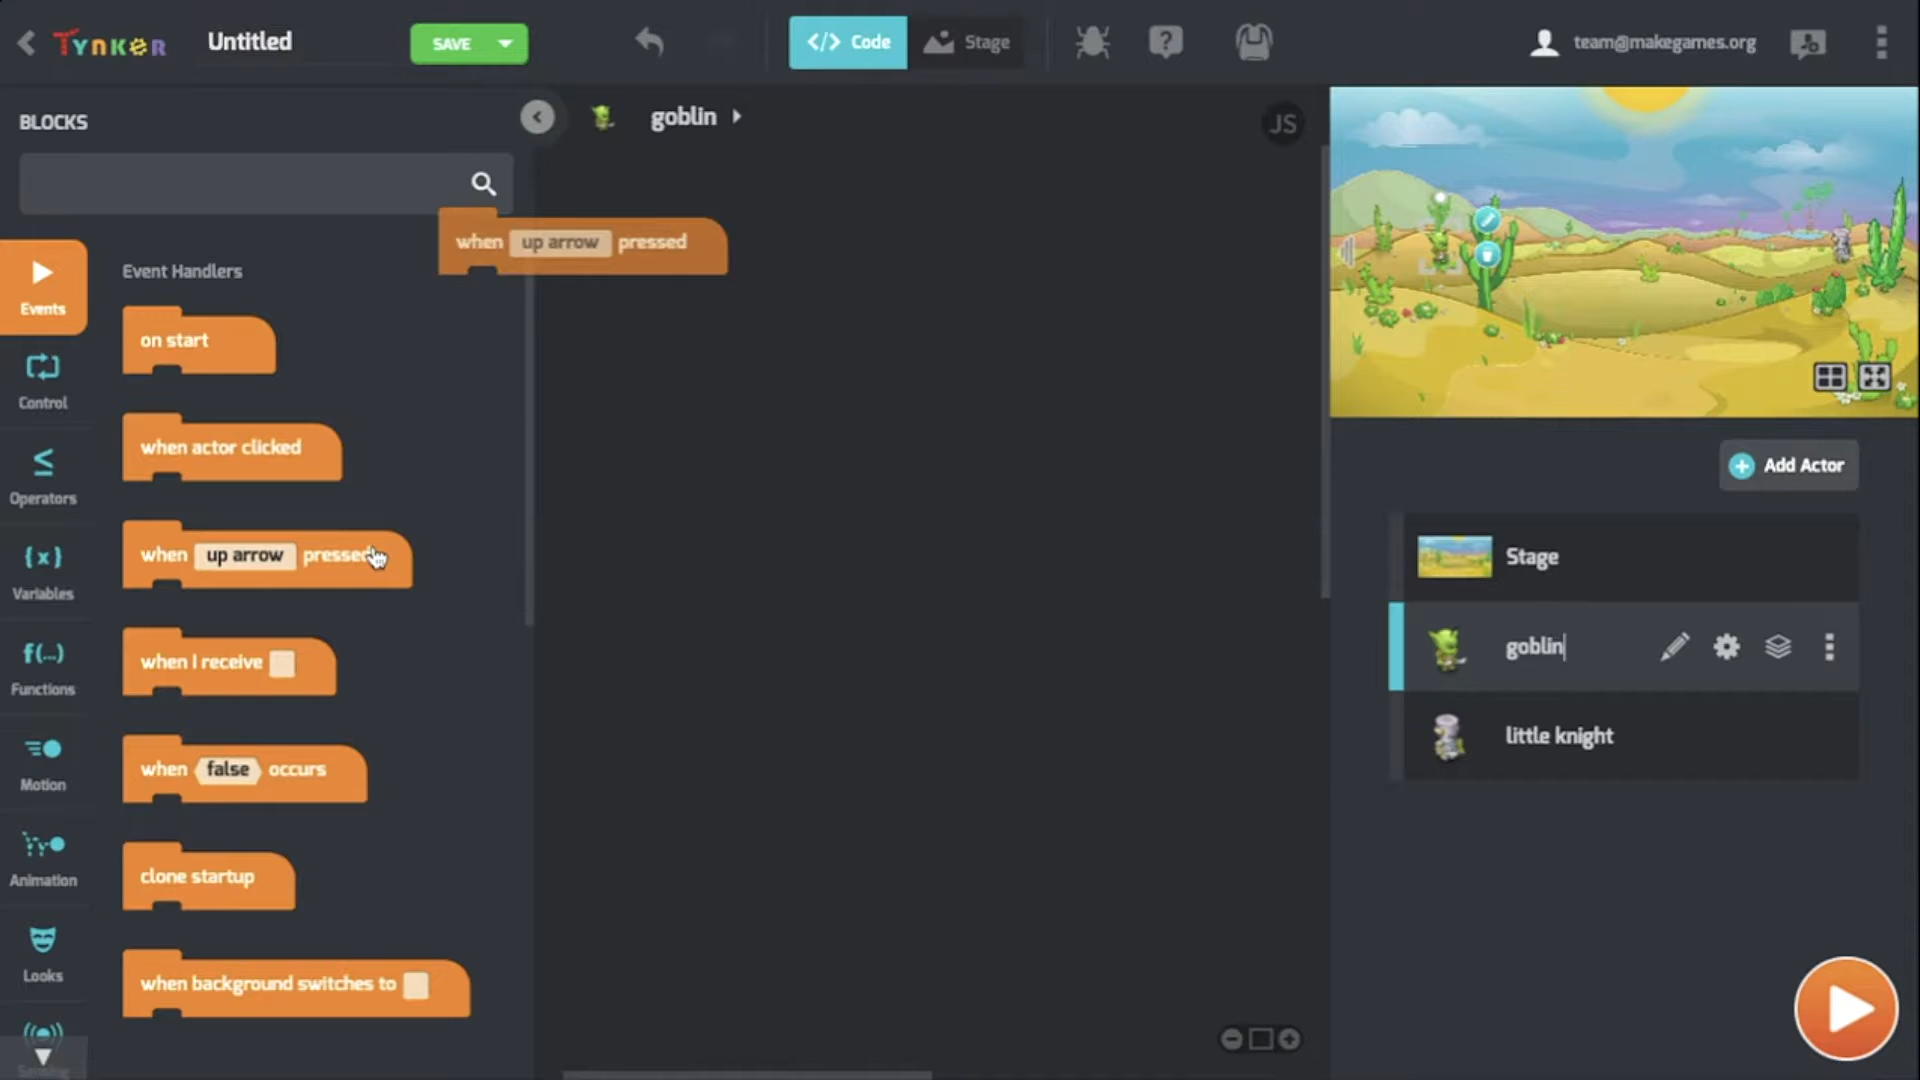 TYNKER
Untitled
SAVE
</> Code
Stage
team@makegames.org
BLOCKS
goblin
JS
when up arrow pressed
Events
Event Handlers
on start
Control
when actor clicked
Add Actor
Operators
when up arrow pressed
Stage
{x}
Variables
f(...)
Functions
when I receive
goblin
little knight
Motion
when false occurs
Animation
clone startup
Looks
when background switches to
Sensing